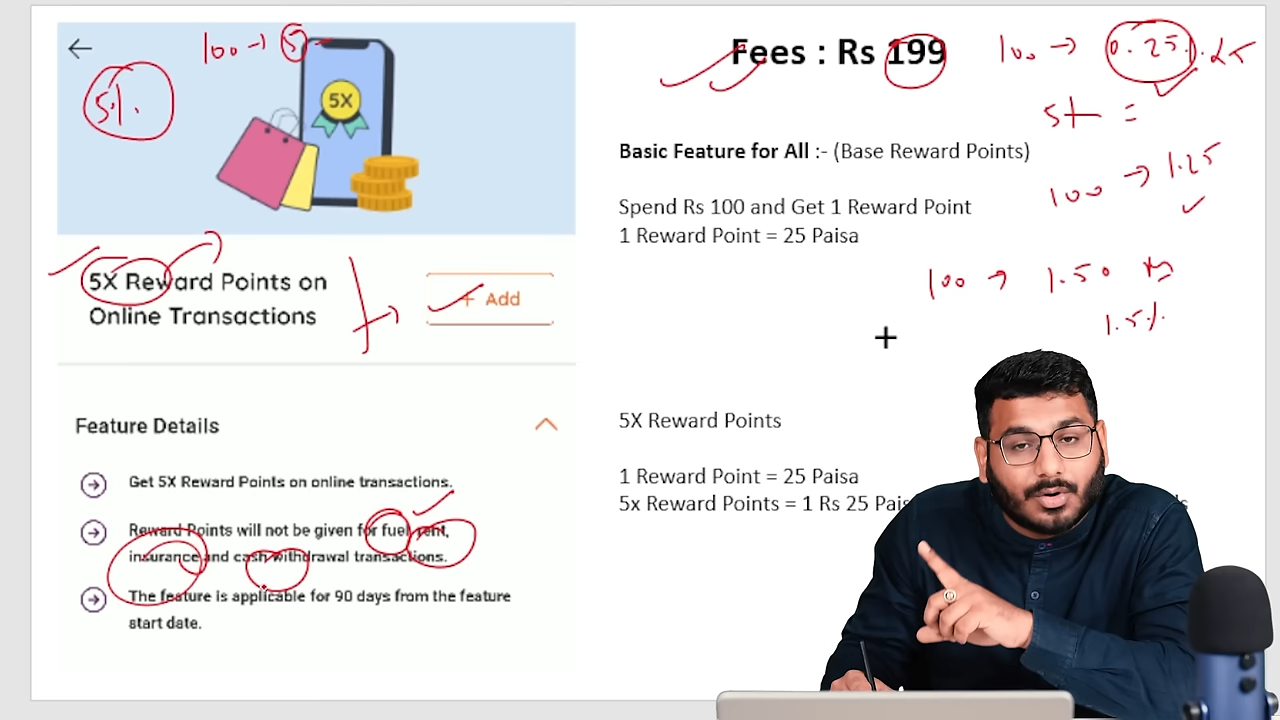 100 → 5
5%.
5X
5X Reward Points on
Online Transactions
+ Add
Feature Details
Get 5X Reward Points on online transactions.
Reward Points will not be given for fuel, rent,
insurance and cash withdrawal transactions.
The feature is applicable for 90 days from the feature
start date.
Fees : Rs 199
100 → 0.25
5X =
100 → 1.25
Basic Feature for All :- (Base Reward Points)
Spend Rs 100 and Get 1 Reward Point
1 Reward Point = 25 Paisa
100 → 1.50 Rs
1.5%
+
5X Reward Points
1 Reward Point = 25 Paisa
5x Reward Points = 1 Rs 25 Pais